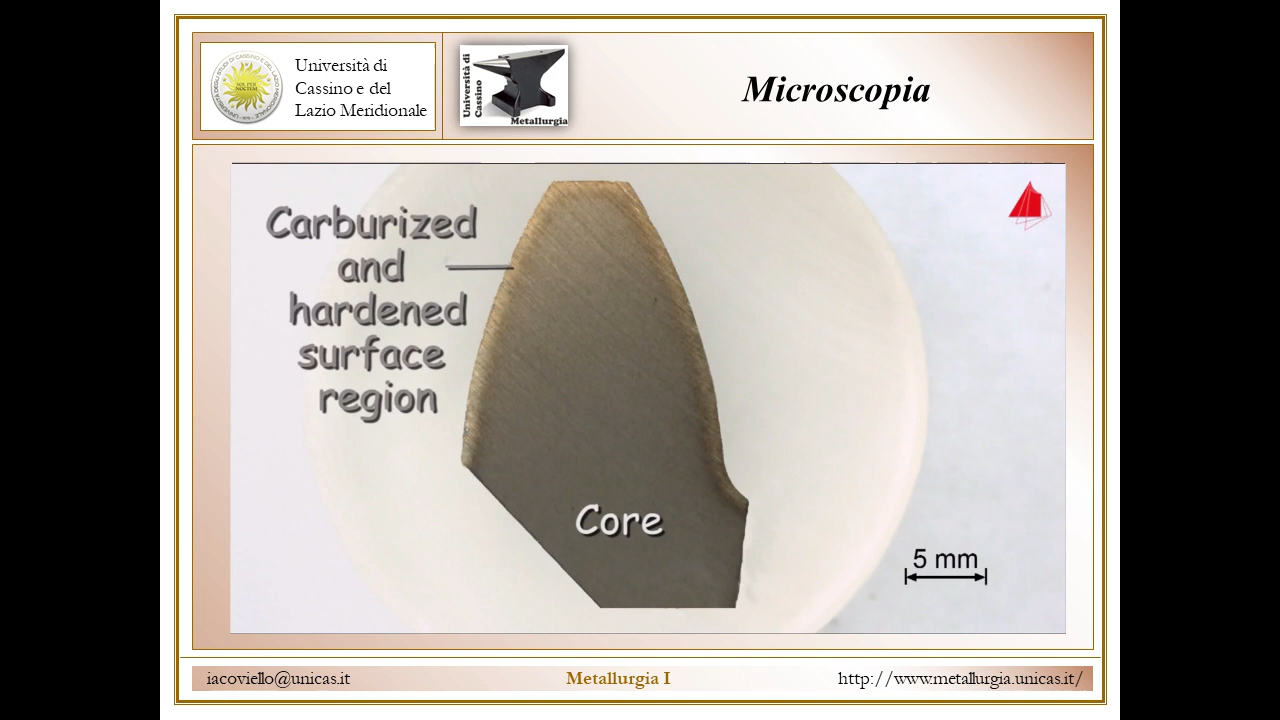 Università di
Cassino e del
Lazio Meridionale
Università di
Cassino
Metallurgia
Microscopia
Carburized
and
hardened
surface
region
Core
5 mm
iacoviello@unicas.it
Metallurgia I
http://www.metallurgia.unicas.it/